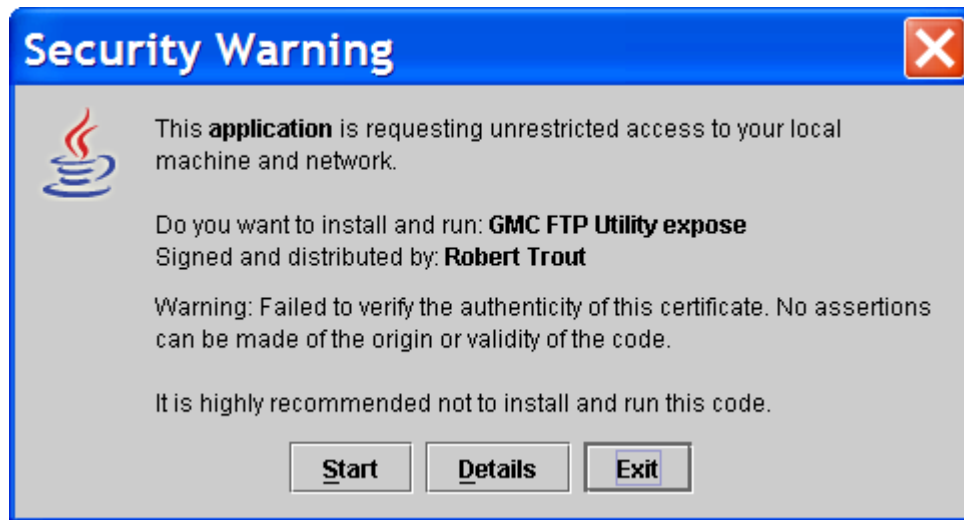 Security Warning
This application is requesting unrestricted access to your local
machine and network.
Do you want to install and run: GMC FTP Utility expose
Signed and distributed by: Robert Trout
Warning: Failed to verify the authenticity of this certificate. No assertions
can be made of the origin or validity of the code.
It is highly recommended not to install and run this code.
Start Details Exit